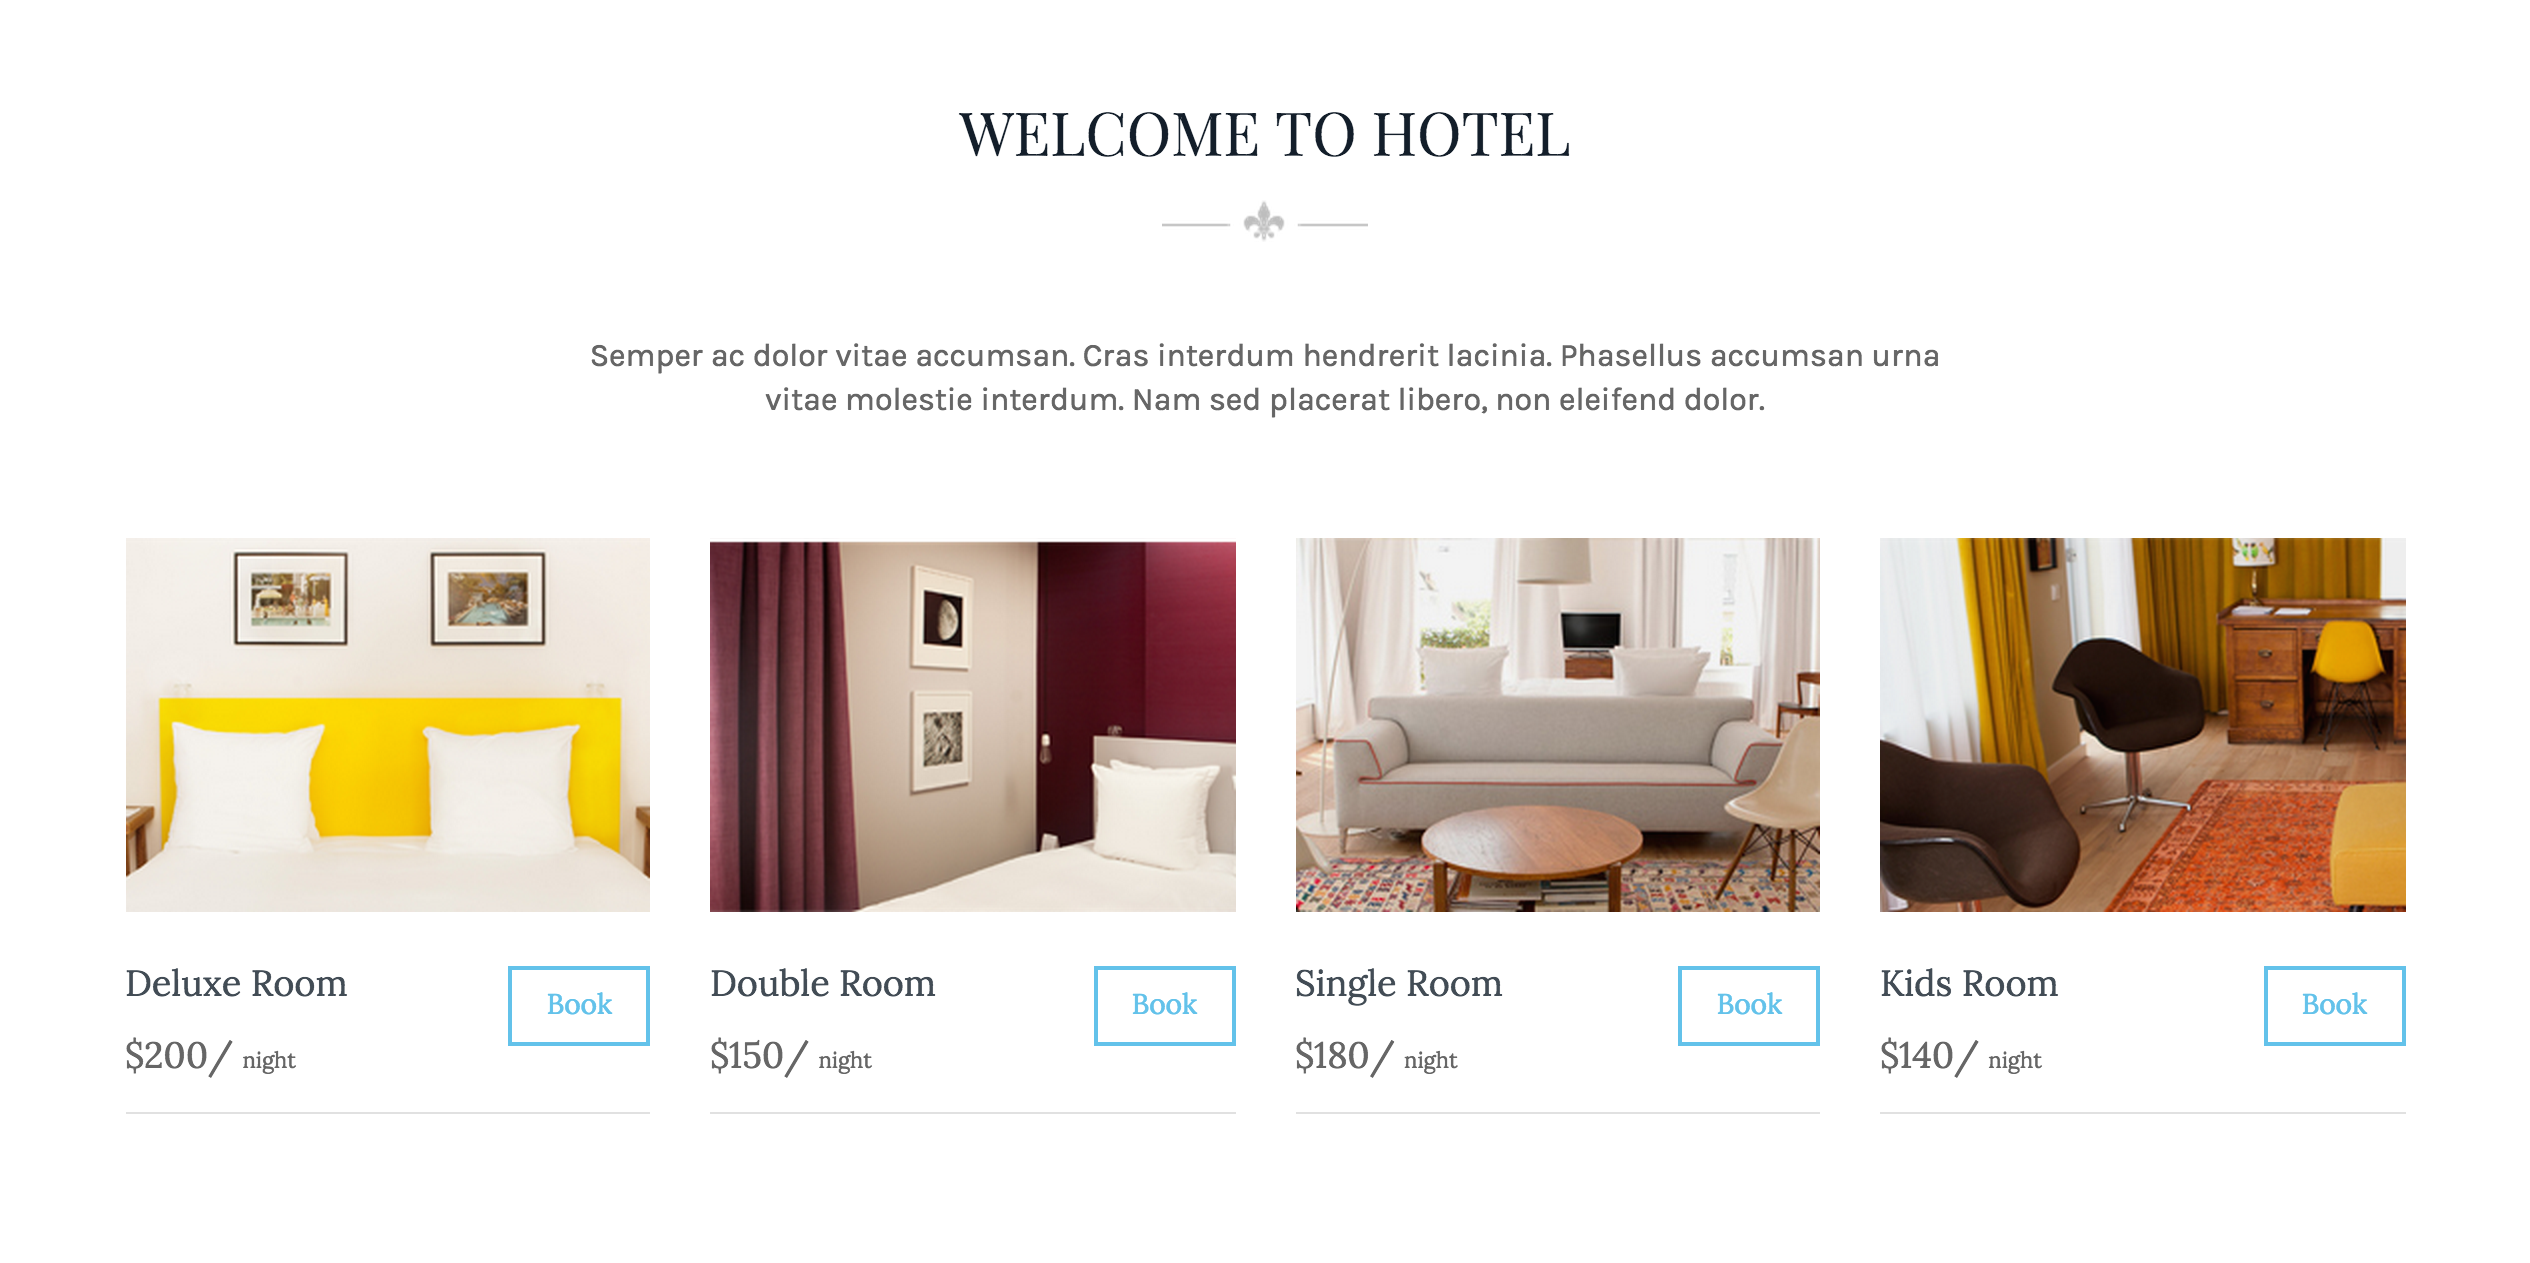 WELCOME TO HOTEL
Semper ac dolor vitae accumsan. Cras interdum hendrerit lacinia. Phasellus accumsan urna
vitae molestie interdum. Nam sed placerat libero, non eleifend dolor.
Deluxe Room
Book
$200/ night
Double Room
Book
$150/ night
Single Room
Book
$180/ night
Kids Room
Book
$140/ night